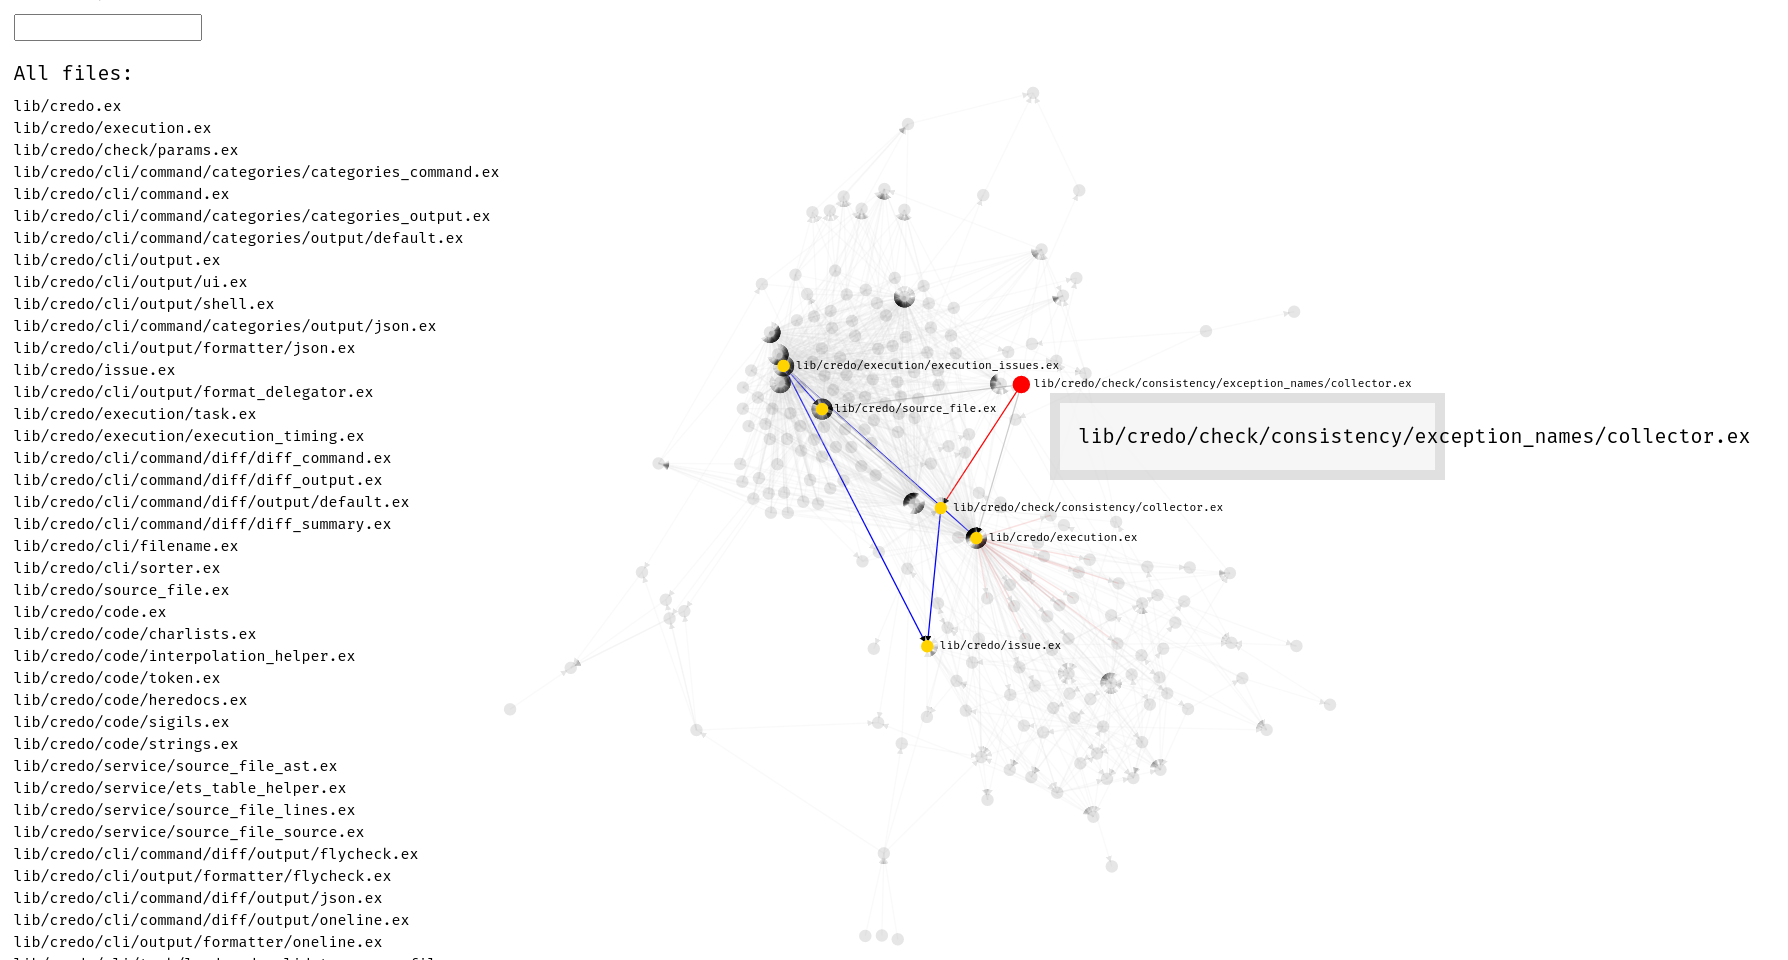 All files:
lib/credo.ex
lib/credo/execution.ex
lib/credo/check/params.ex
lib/credo/cli/command/categories/categories_command.ex
lib/credo/cli/command.ex
lib/credo/cli/command/categories/categories_output.ex
lib/credo/cli/command/categories/output/default.ex
lib/credo/cli/output.ex
lib/credo/cli/output/ui.ex
lib/credo/cli/output/shell.ex
lib/credo/cli/command/categories/output/json.ex
lib/credo/cli/output/formatter/json.ex
lib/credo/issue.ex
lib/credo/cli/output/format_delegator.ex
lib/credo/execution/task.ex
lib/credo/execution/execution_timing.ex
lib/credo/cli/command/diff/diff_command.ex
lib/credo/cli/command/diff/diff_output.ex
lib/credo/cli/command/diff/output/default.ex
lib/credo/cli/command/diff/diff_summary.ex
lib/credo/cli/filename.ex
lib/credo/cli/sorter.ex
lib/credo/source_file.ex
lib/credo/code.ex
lib/credo/code/charlists.ex
lib/credo/code/interpolation_helper.ex
lib/credo/code/token.ex
lib/credo/code/heredocs.ex
lib/credo/code/sigils.ex
lib/credo/code/strings.ex
lib/credo/service/source_file_ast.ex
lib/credo/service/ets_table_helper.ex
lib/credo/service/source_file_lines.ex
lib/credo/service/source_file_source.ex
lib/credo/cli/command/diff/output/flycheck.ex
lib/credo/cli/output/formatter/flycheck.ex
lib/credo/cli/command/diff/output/json.ex
lib/credo/cli/command/diff/output/oneline.ex
lib/credo/cli/output/formatter/oneline.ex
lib/credo/execution/execution_issues.ex
lib/credo/check/consistency/exception_names/collector.ex
lib/credo/source_file.ex
lib/credo/check/consistency/exception_names/collector.ex
lib/credo/check/consistency/collector.ex
lib/credo/execution.ex
lib/credo/issue.ex